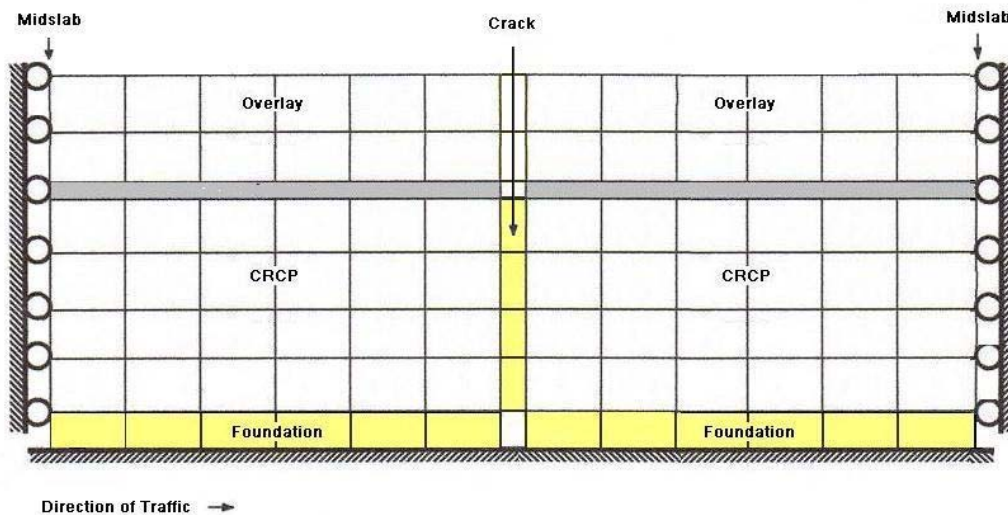 Midslab
Crack
Midslab
Overlay
Overlay
CRCP
CRCP
Foundation
Foundation
Direction of Traffic